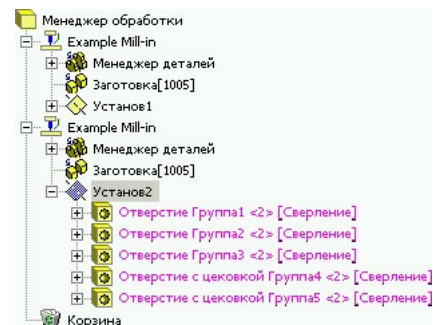 Менеджер обработки
Example Mill-in
Менеджер деталей
Заготовка[1005]
Установ1
Example Mill-in
Менеджер деталей
Заготовка[1005]
Установ2
Отверстие Группа1 <2> [Сверление]
Отверстие Группа2 <2> [Сверление]
Отверстие Группа3 <2> [Сверление]
Отверстие с цековкой Группа4 <2> [Сверление]
Отверстие с цековкой Группа5 <2> [Сверление]
Корзина